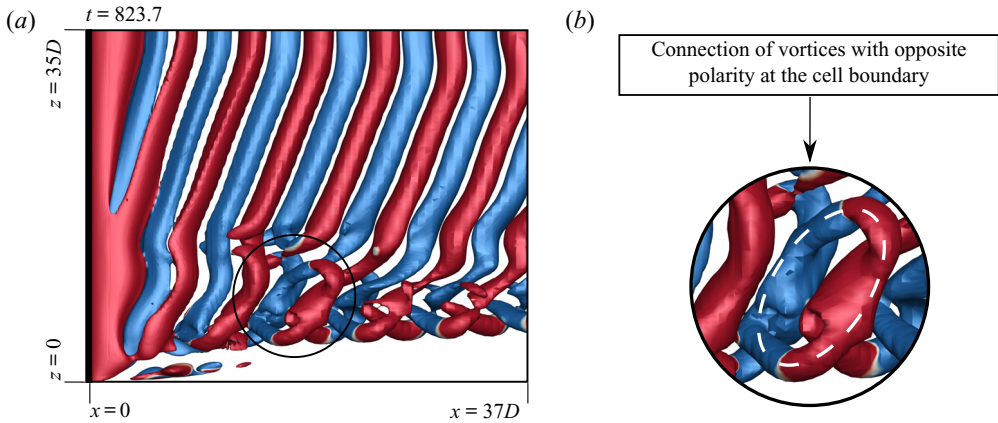 (a)
t = 823.7
z = 35D
z = 0
x = 0
x = 37D
(b)
Connection of vortices with opposite
polarity at the cell boundary